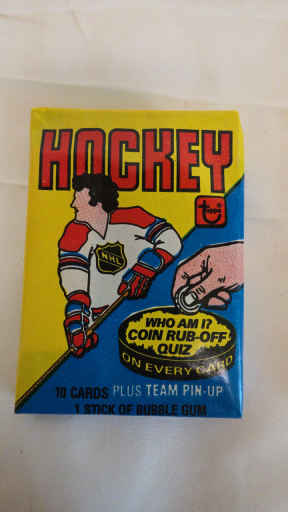 HOCKEY
topps
NHL
WHO AM I?
COIN RUB-OFF
QUIZ
ON EVERY CARD
10 CARDS PLUS TEAM PIN-UP
1 STICK OF BUBBLE GUM